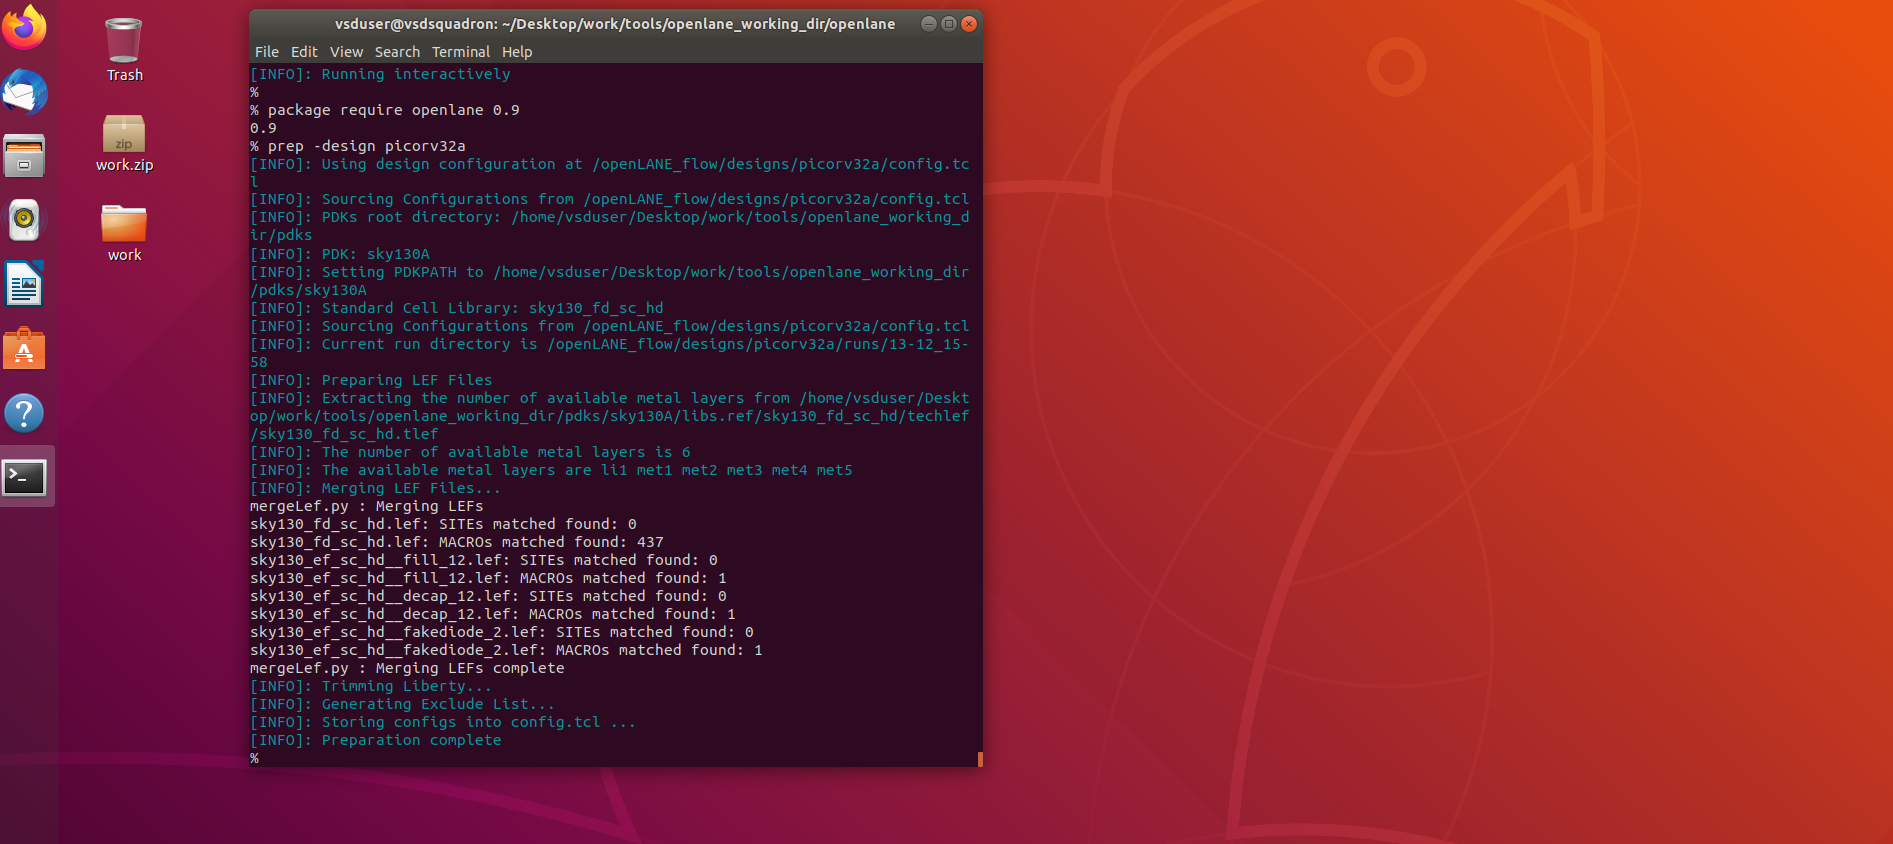 vsduser@vsdsquadron: ~/Desktop/work/tools/openlane_working_dir/openlane
File Edit View Search Terminal Help
Trash
zip
work.zip
work
[INFO]: Running interactively
%
% package require openlane 0.9
0.9
% prep -design picorv32a
[INFO]: Using design configuration at /openLANE_flow/designs/picorv32a/config.tc
l
[INFO]: Sourcing Configurations from /openLANE_flow/designs/picorv32a/config.tcl
[INFO]: PDKs root directory: /home/vsduser/Desktop/work/tools/openlane_working_d
ir/pdks
[INFO]: PDK: sky130A
[INFO]: Setting PDKPATH to /home/vsduser/Desktop/work/tools/openlane_working_dir
/pdks/sky130A
[INFO]: Standard Cell Library: sky130_fd_sc_hd
[INFO]: Sourcing Configurations from /openLANE_flow/designs/picorv32a/config.tcl
[INFO]: Current run directory is /openLANE_flow/designs/picorv32a/runs/13-12_15-
58
[INFO]: Preparing LEF Files
[INFO]: Extracting the number of available metal layers from /home/vsduser/Deskt
op/work/tools/openlane_working_dir/pdks/sky130A/libs.ref/sky130_fd_sc_hd/techlef
/sky130_fd_sc_hd.tlef
[INFO]: The number of available metal layers is 6
[INFO]: The available metal layers are li1 met1 met2 met3 met4 met5
[INFO]: Merging LEF Files...
mergeLef.py : Merging LEFs
sky130_fd_sc_hd.lef: SITEs matched found: 0
sky130_fd_sc_hd.lef: MACROs matched found: 437
sky130_ef_sc_hd__fill_12.lef: SITEs matched found: 0
sky130_ef_sc_hd__fill_12.lef: MACROs matched found: 1
sky130_ef_sc_hd__decap_12.lef: SITEs matched found: 0
sky130_ef_sc_hd__decap_12.lef: MACROs matched found: 1
sky130_ef_sc_hd__fakediode_2.lef: SITEs matched found: 0
sky130_ef_sc_hd__fakediode_2.lef: MACROs matched found: 1
mergeLef.py : Merging LEFs complete
[INFO]: Trimming Liberty...
[INFO]: Generating Exclude List...
[INFO]: Storing configs into config.tcl ...
[INFO]: Preparation complete
%